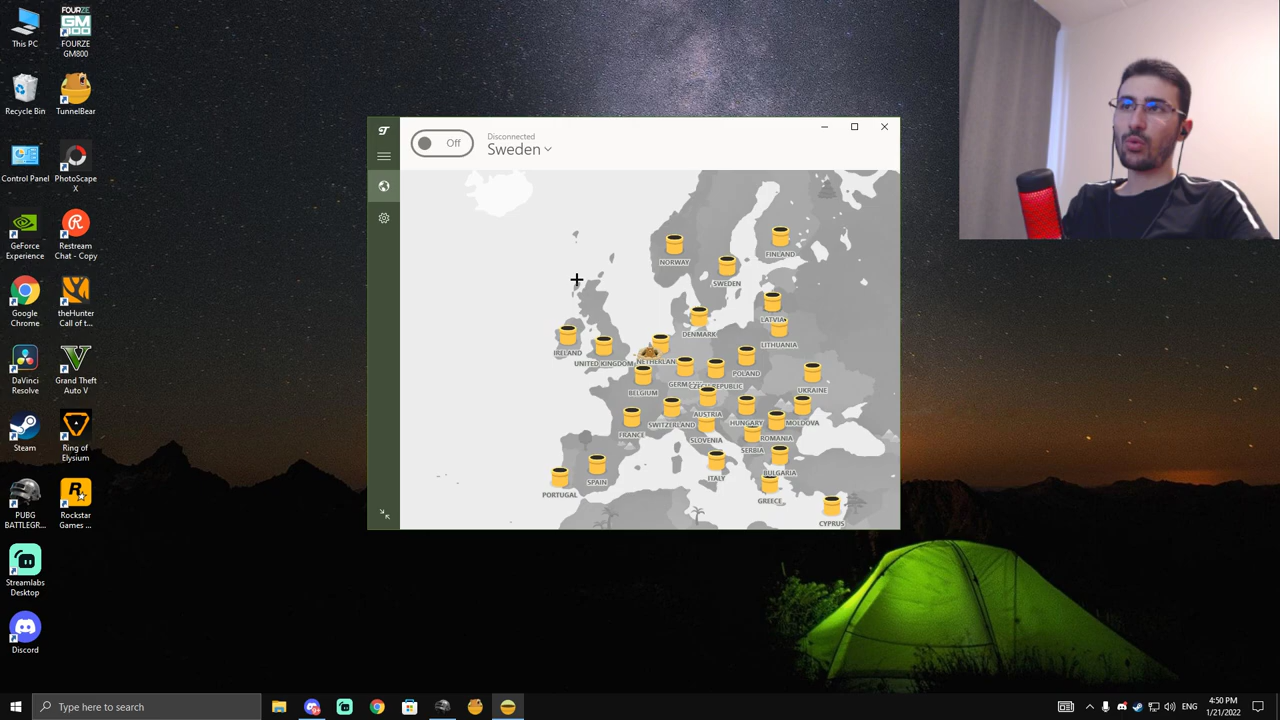 This PC
FOURZE
GM800
FOURZE
GM800
Recycle Bin
TunnelBear
Control Panel
PhotoScape
X
GeForce
Experience
Restream
Chat - Copy
Google
Chrome
theHunter
Call of t...
DaVinci
Resolve
Grand Theft
Auto V
Steam
Ring of
Elysium
PUBG
BATTLEGR...
Rockstar
Games ...
Streamlabs
Desktop
Discord
Off
Disconnected
Sweden
NORWAY
FINLAND
SWEDEN
LATVIA
DENMARK
LITHUANIA
IRELAND
UNITED KINGDOM
NETHERLAN
POLAND
GERM
CZECH REPUBLIC
UKRAINE
BELGIUM
AUSTRIA
SWITZERLAND
HUNGARY
MOLDOVA
FRANCE
SLOVENIA
ROMANIA
SERBIA
BULGARIA
ITALY
SPAIN
PORTUGAL
GREECE
CYPRUS
Type here to search
ENG
4:50 PM
1/21/2022